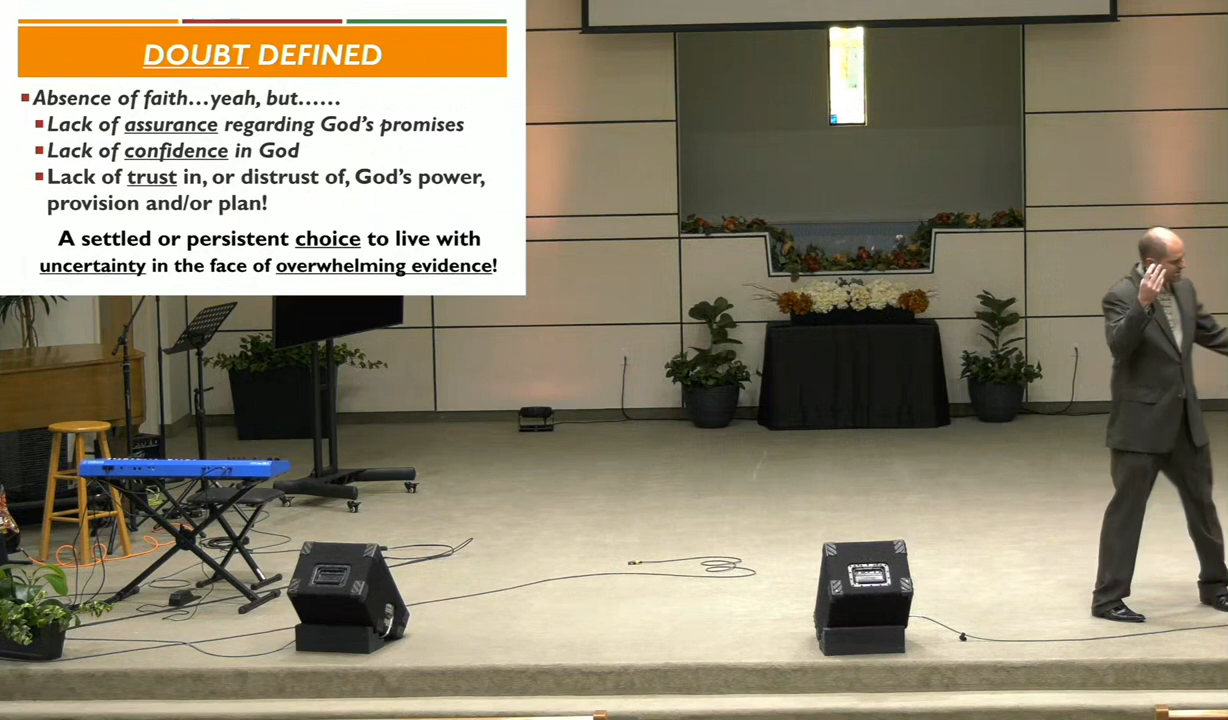 DOUBT DEFINED
Absence of faith...yeah, but......
Lack of assurance regarding God's promises
Lack of confidence in God
Lack of trust in, or distrust of, God's power,
provision and/or plan!
A settled or persistent choice to live with
uncertainty in the face of overwhelming evidence!